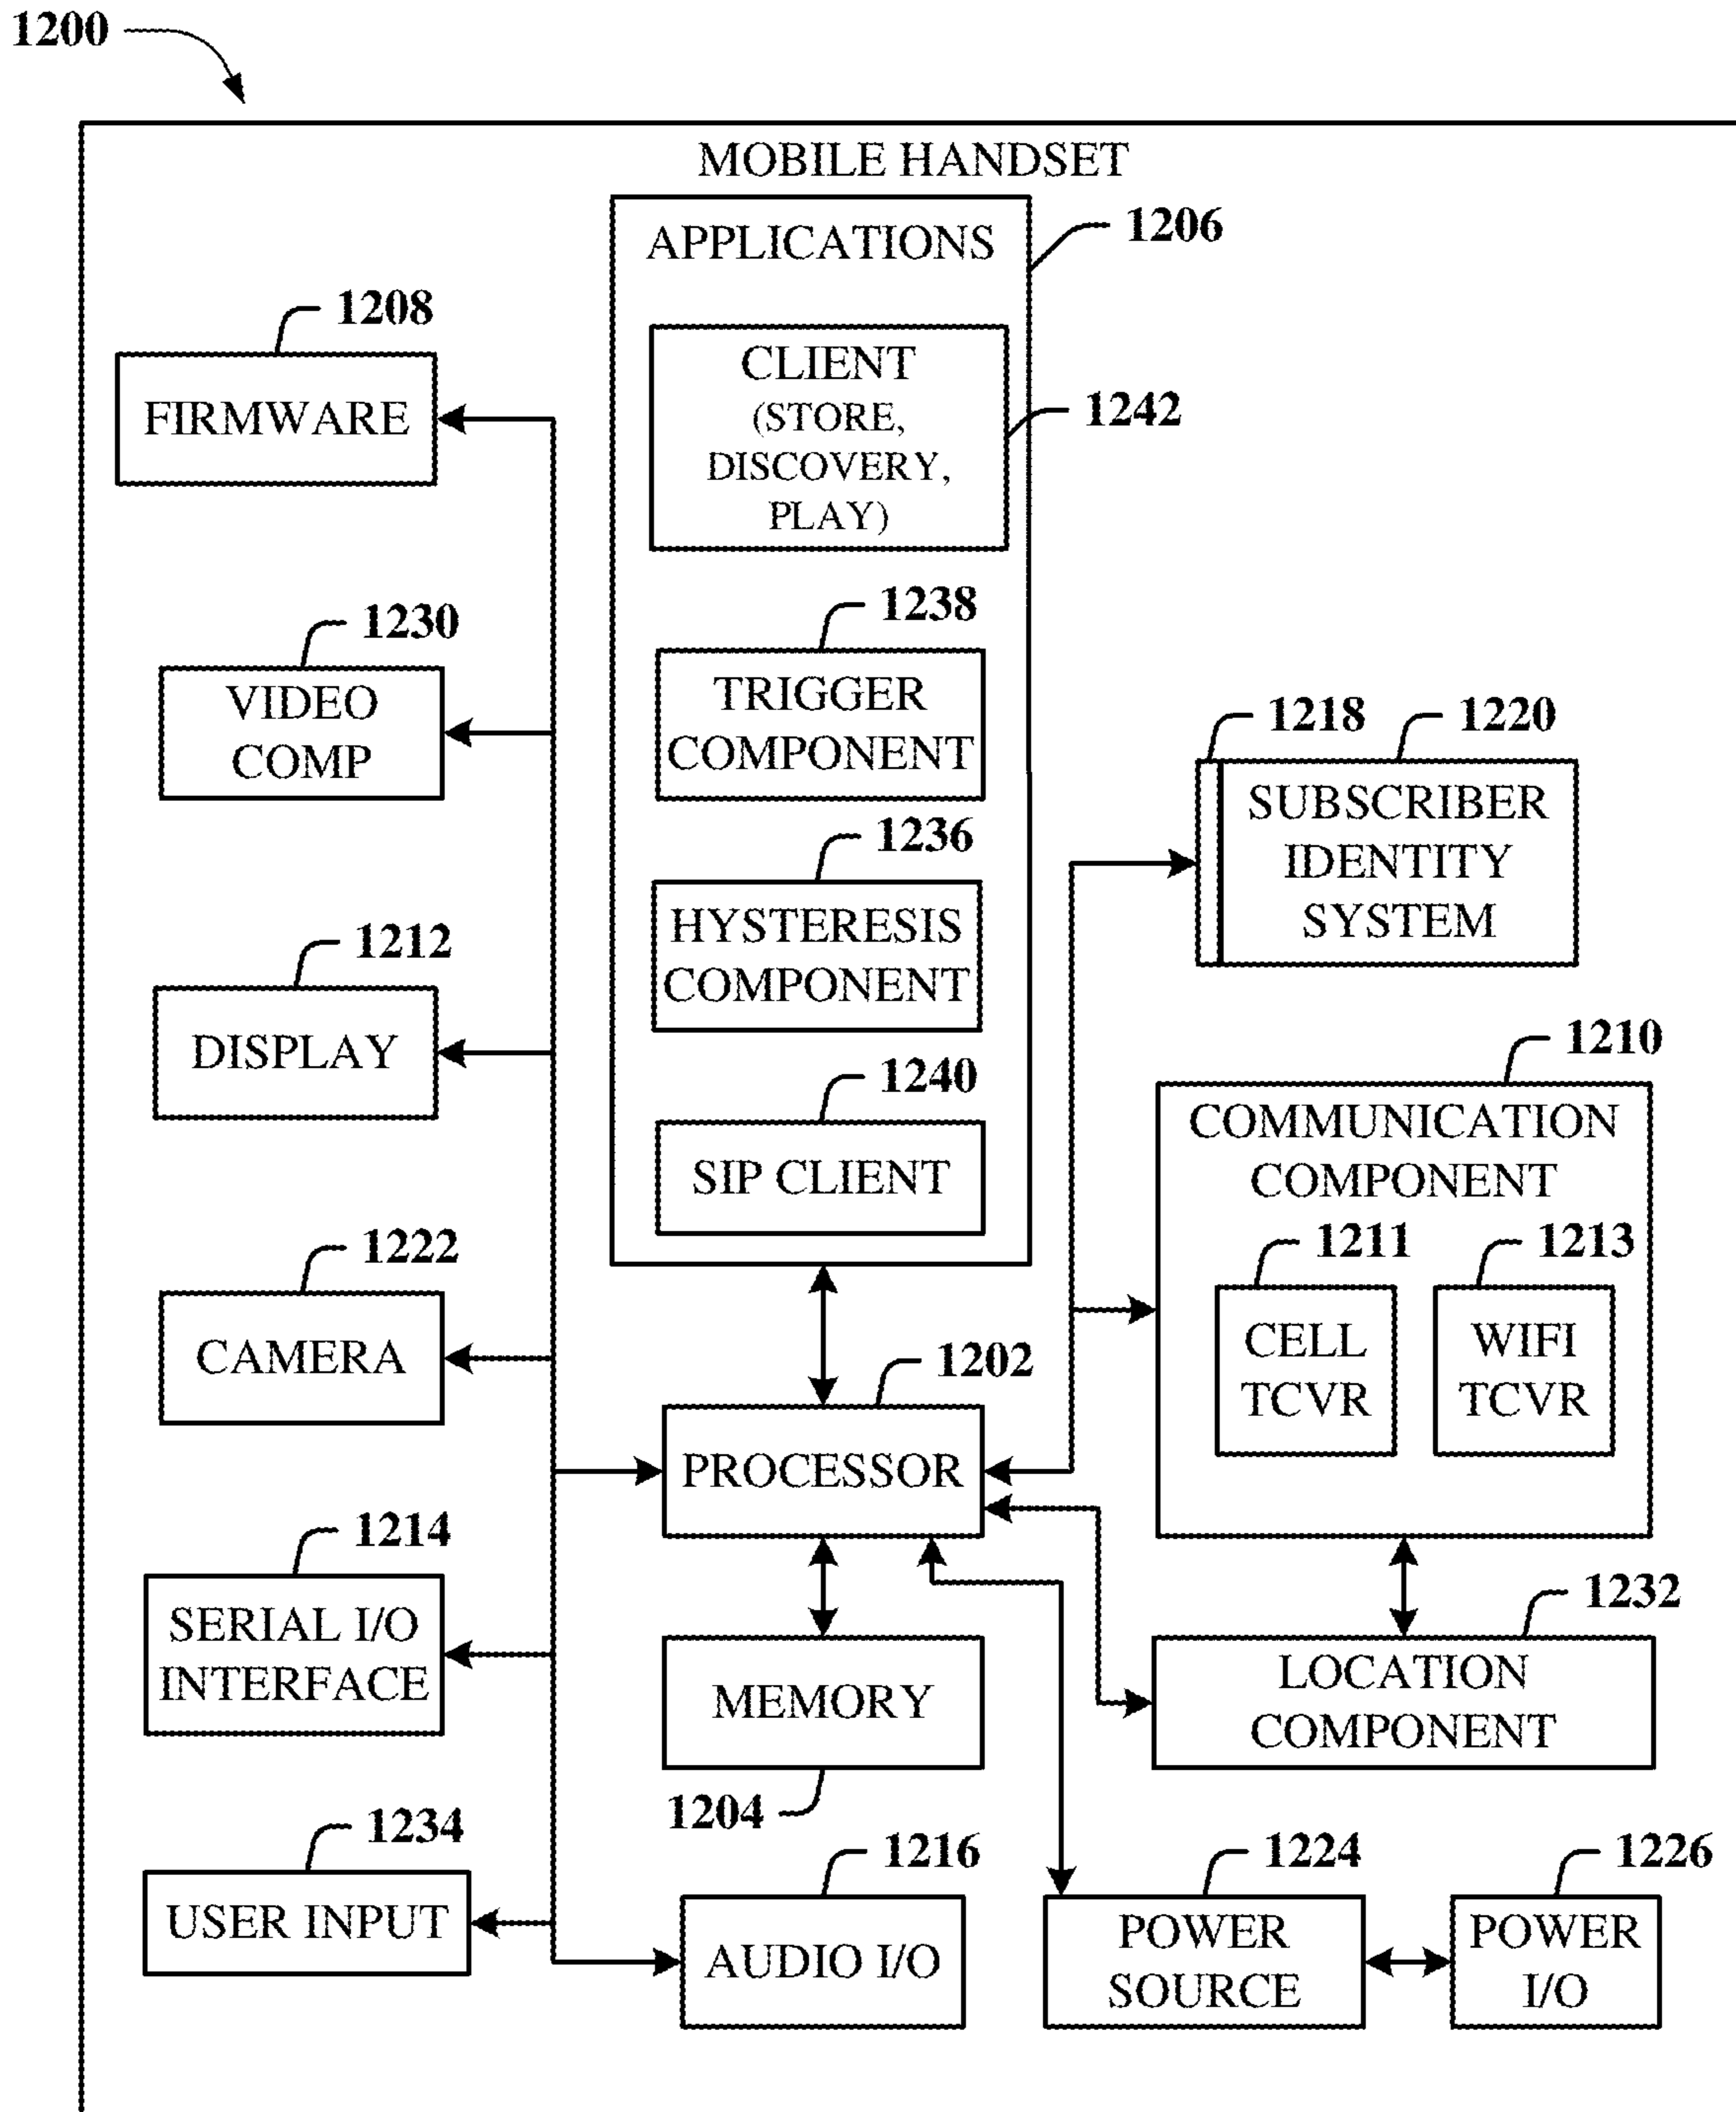 1200
MOBILE HANDSET
APPLICATIONS
1206
CLIENT
(STORE,
DISCOVERY,
PLAY)
1242
1238
TRIGGER
COMPONENT
1236
HYSTERESIS
COMPONENT
1240
SIP CLIENT
1208
FIRMWARE
1230
VIDEO
COMP
1212
DISPLAY
1222
CAMERA
1214
SERIAL I/O
INTERFACE
1234
USER INPUT
1202
PROCESSOR
MEMORY
1204
1216
AUDIO I/O
1218
1220
SUBSCRIBER
IDENTITY
SYSTEM
1210
COMMUNICATION
COMPONENT
1211
CELL
TCVR
1213
WIFI
TCVR
1232
LOCATION
COMPONENT
1224
POWER
SOURCE
1226
POWER
I/O